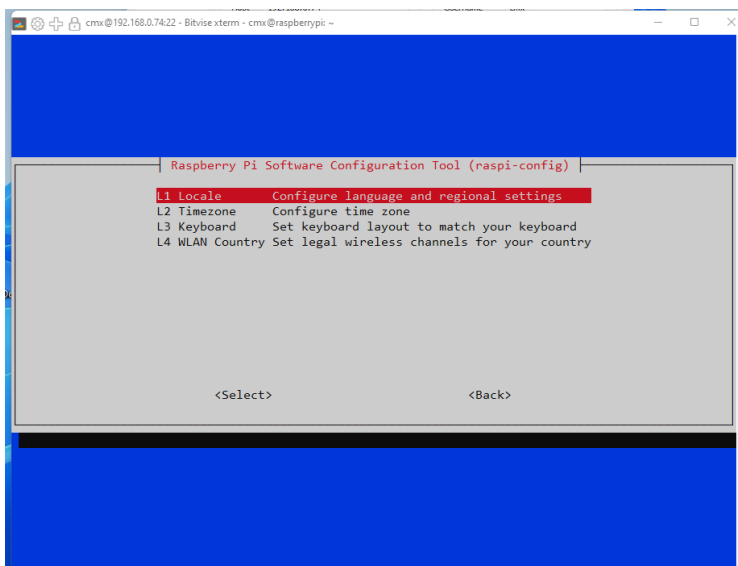 cmx@192.168.0.74:22 - Bitvise xterm - cmx@raspberrypi: ~
Raspberry Pi Software Configuration Tool (raspi-config)
L1 Locale Configure language and regional settings
L2 Timezone Configure time zone
L3 Keyboard Set keyboard layout to match your keyboard
L4 WLAN Country Set legal wireless channels for your country
<Select> <Back>